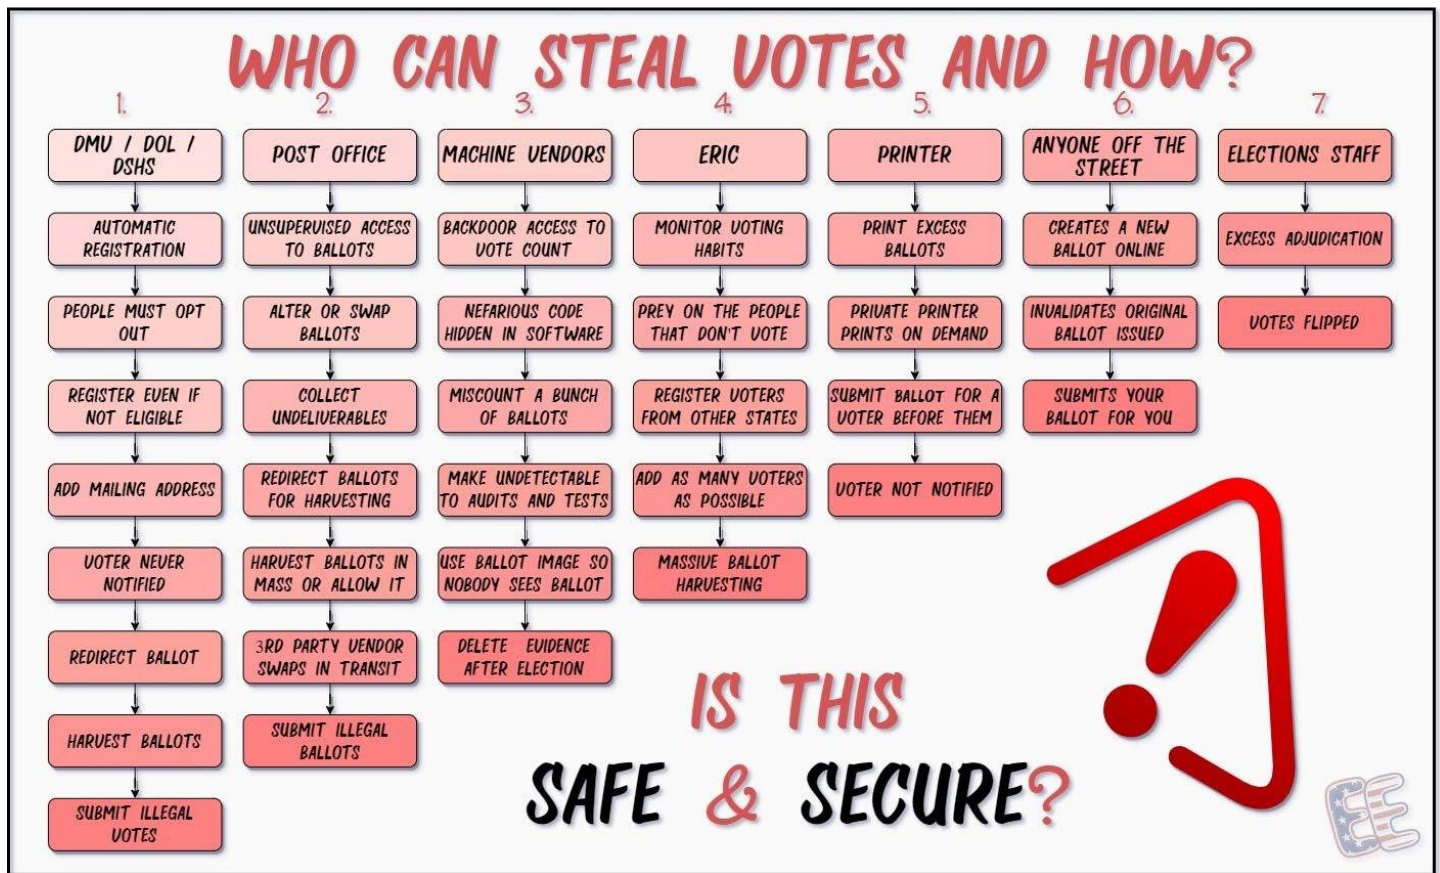 WHO CAN STEAL VOTES AND HOW?
1.
DMV / DOL /
DSHS
AUTOMATIC
REGISTRATION
PEOPLE MUST OPT
OUT
REGISTER EVEN IF
NOT ELIGIBLE
ADD MAILING ADDRESS
VOTER NEVER
NOTIFIED
REDIRECT BALLOT
HARVEST BALLOTS
SUBMIT ILLEGAL
VOTES
2.
POST OFFICE
UNSUPERVISED ACCESS
TO BALLOTS
ALTER OR SWAP
BALLOTS
COLLECT
UNDELIVERABLES
REDIRECT BALLOTS
FOR HARVESTING
HARVEST BALLOTS IN
MASS OR ALLOW IT
3RD PARTY VENDOR
SWAPS IN TRANSIT
SUBMIT ILLEGAL
BALLOTS
3.
MACHINE VENDORS
BACKDOOR ACCESS TO
VOTE COUNT
NEFARIOUS CODE
HIDDEN IN SOFTWARE
MISCOUNT A BUNCH
OF BALLOTS
MAKE UNDETECTABLE
TO AUDITS AND TESTS
USE BALLOT IMAGE SO
NOBODY SEES BALLOT
DELETE EVIDENCE
AFTER ELECTION
4.
ERIC
MONITOR VOTING
HABITS
PREY ON THE PEOPLE
THAT DON'T VOTE
REGISTER VOTERS
FROM OTHER STATES
ADD AS MANY VOTERS
AS POSSIBLE
MASSIVE BALLOT
HARVESTING
5.
PRINTER
PRINT EXCESS
BALLOTS
PRIVATE PRINTER
PRINTS ON DEMAND
SUBMIT BALLOT FOR A
VOTER BEFORE THEM
VOTER NOT NOTIFIED
6.
ANYONE OFF THE
STREET
CREATES A NEW
BALLOT ONLINE
INVALIDATES ORIGINAL
BALLOT ISSUED
SUBMITS YOUR
BALLOT FOR YOU
7.
ELECTIONS STAFF
EXCESS ADJUDICATION
VOTES FLIPPED
IS THIS
SAFE & SECURE?
EE